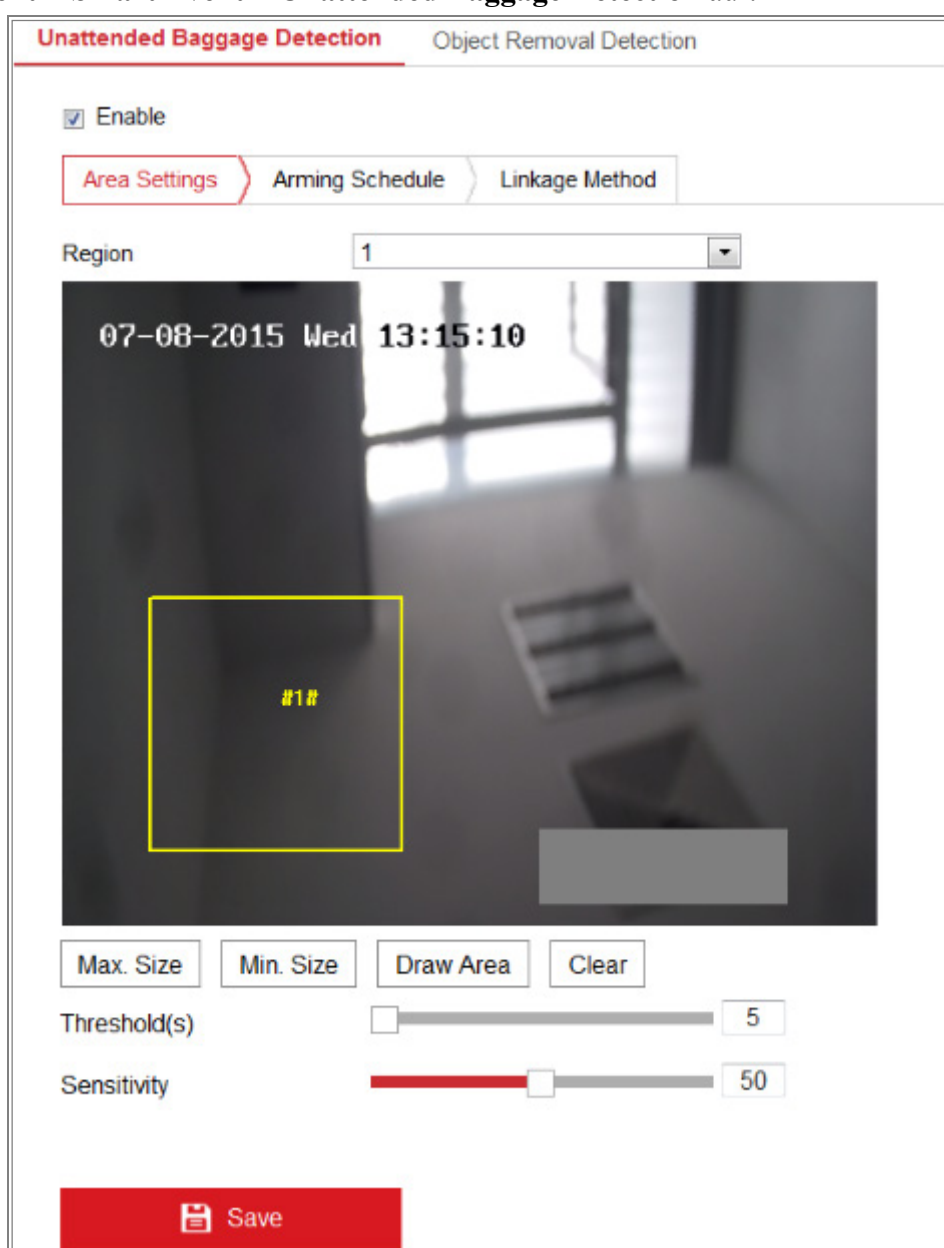 Unattended Baggage Detection Object Removal Detection
Enable
Area Settings Arming Schedule Linkage Method
Region 1
07-08-2015 Wed 13:15:10
#1#
Max. Size Min. Size Draw Area Clear
Threshold(s) 5
Sensitivity 50
Save